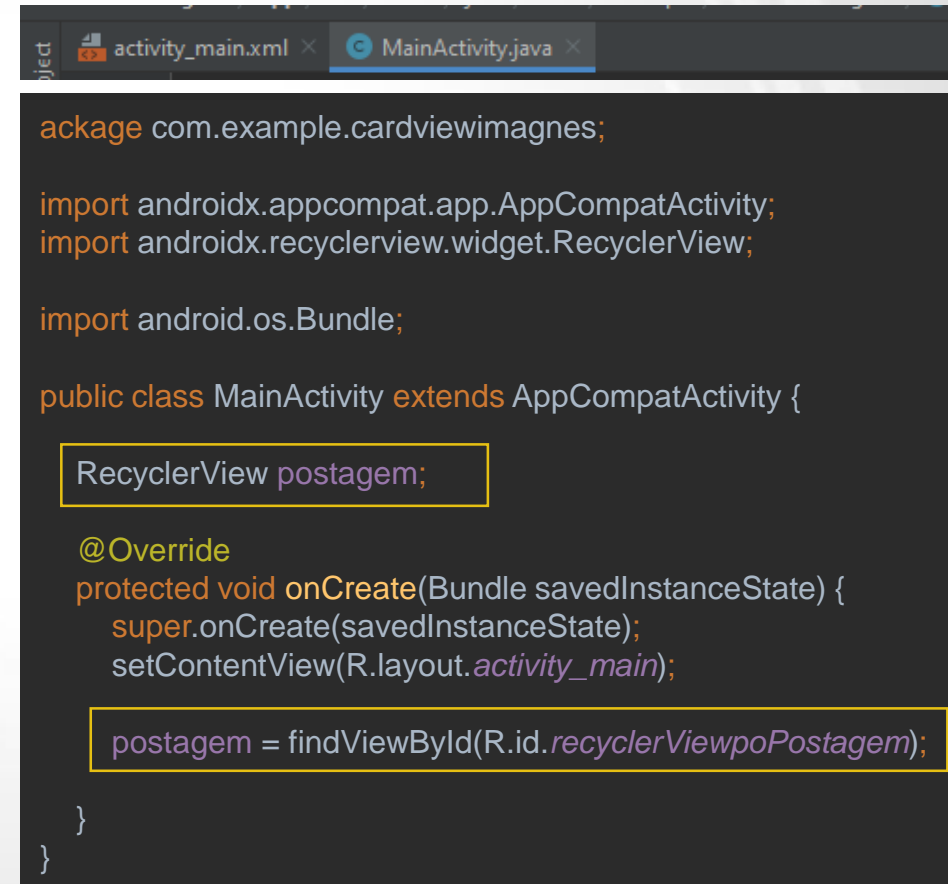 activity_main.xml
MainActivity.java
ackage com.example.cardviewimagnes;
import androidx.appcompat.app.AppCompatActivity;
import androidx.recyclerview.widget.RecyclerView;
import android.os.Bundle;
public class MainActivity extends AppCompatActivity {
RecyclerView postagem;
@Override
protected void onCreate(Bundle savedInstanceState) {
super.onCreate(savedInstanceState);
setContentView(R.layout.activity_main);
postagem = findViewById(R.id.recyclerViewpoPostagem);
}
}